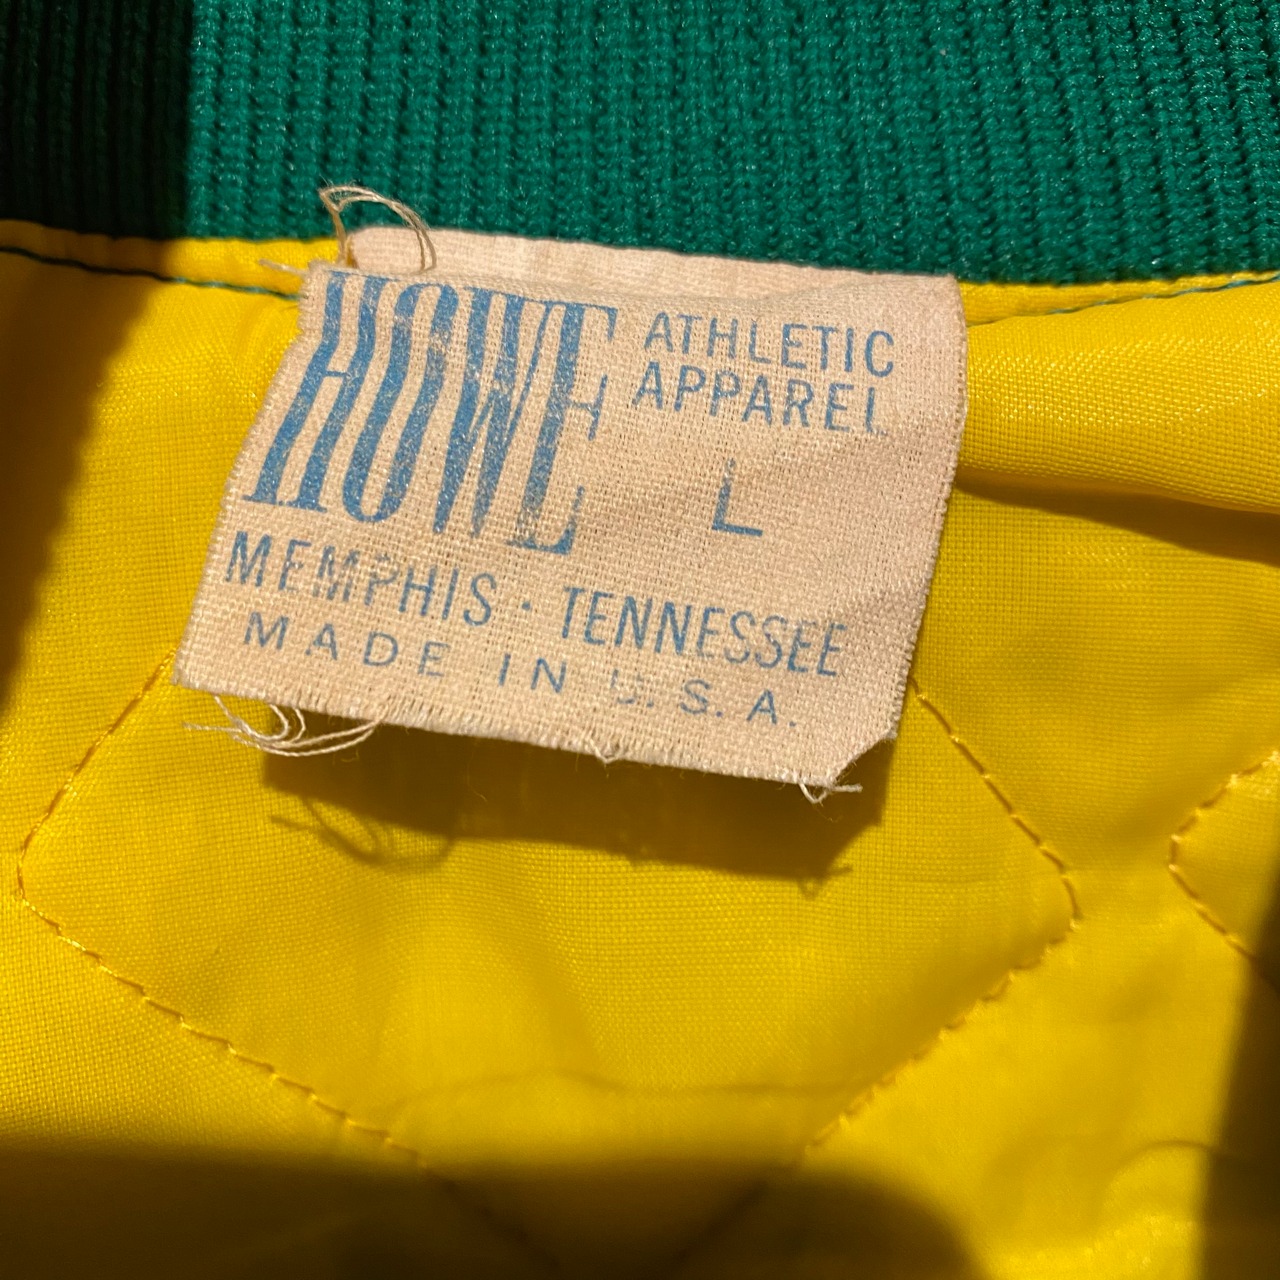 HOWE
ATHLETIC
APPAREL
L
MEMPHIS · TENNESSEE
MADE IN U.S.A.